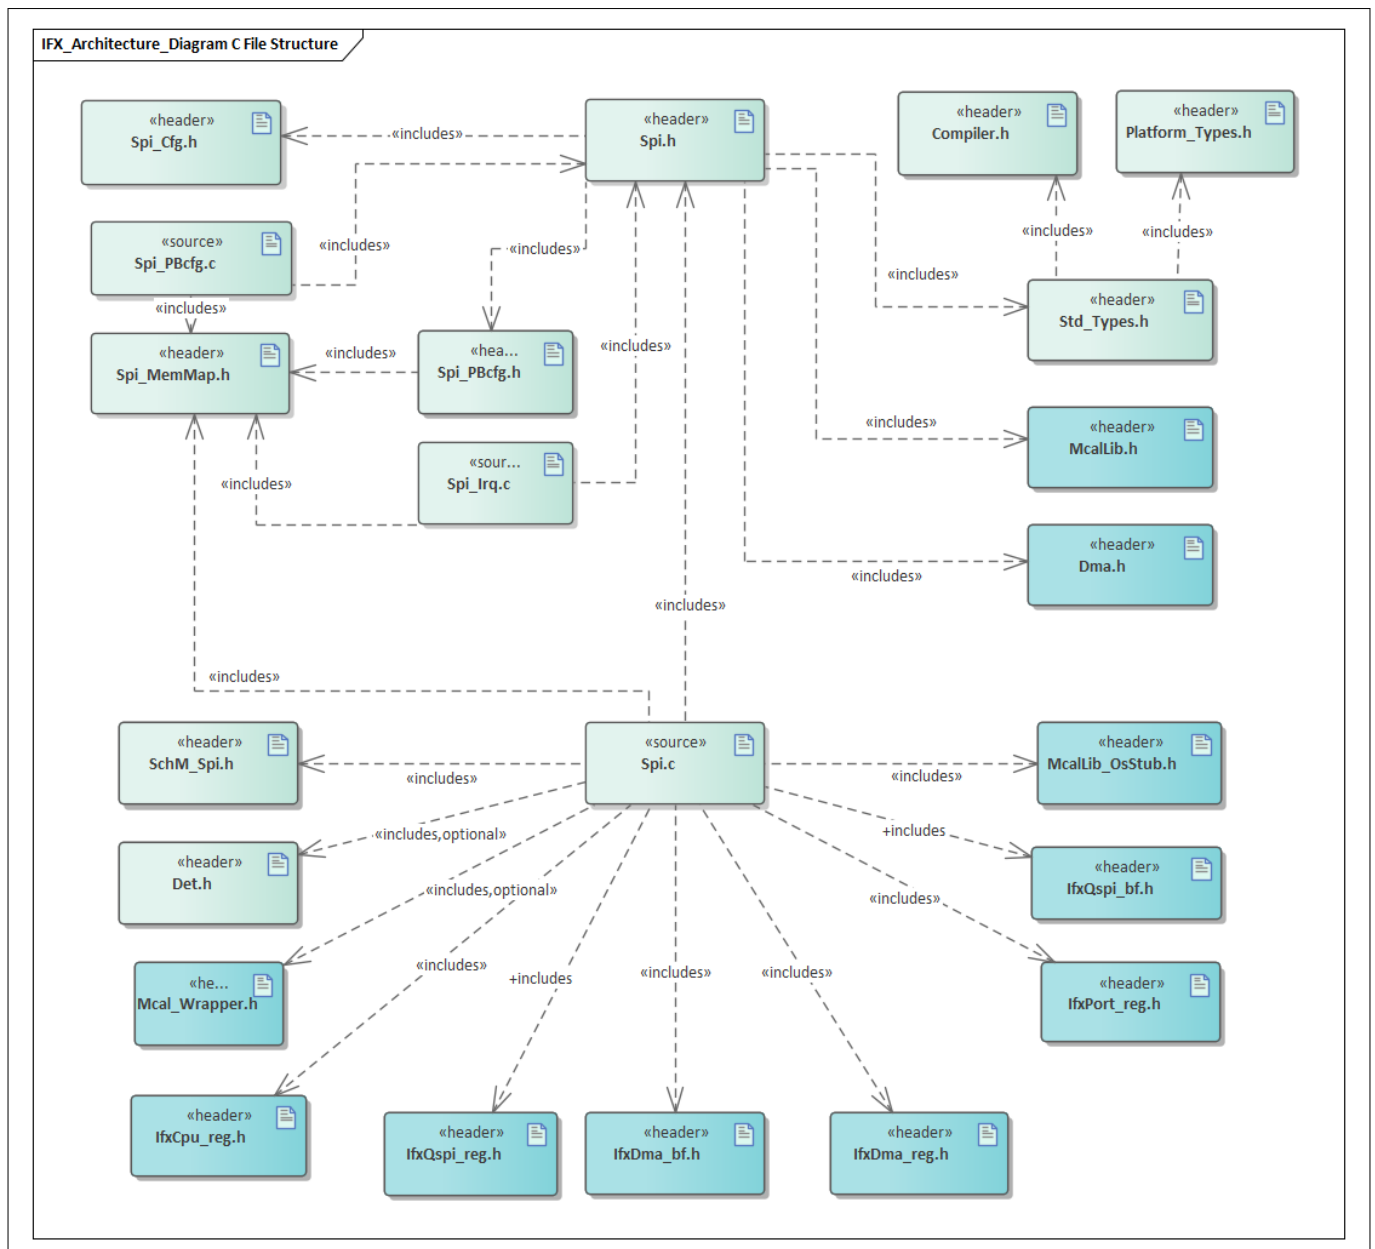 IFX_Architecture_Diagram C File Structure
«header»
Spi_Cfg.h
«includes»
«header»
Spi.h
«header»
Compiler.h
«header»
Platform_Types.h
«source»
Spi_PBcfg.c
«includes»
«includes»
«includes»
«includes»
«includes»
«includes»
«header»
Std_Types.h
«header»
Spi_MemMap.h
«includes»
«hea...
Spi_PBcfg.h
«includes»
«includes»
«header»
McalLib.h
«sour...
Spi_Irq.c
«includes»
«header»
Dma.h
«includes»
«includes»
«includes»
«header»
SchM_Spi.h
«includes»
«source»
Spi.c
«includes»
«header»
McalLib_OsStub.h
«includes,optional»
+includes
«header»
Det.h
«includes,optional»
«includes»
«header»
IfxQspi_bf.h
«he...
Mcal_Wrapper.h
«includes»
+includes
«includes»
«includes»
«header»
IfxPort_reg.h
«header»
IfxCpu_reg.h
«header»
IfxQspi_reg.h
«header»
IfxDma_bf.h
«header»
IfxDma_reg.h